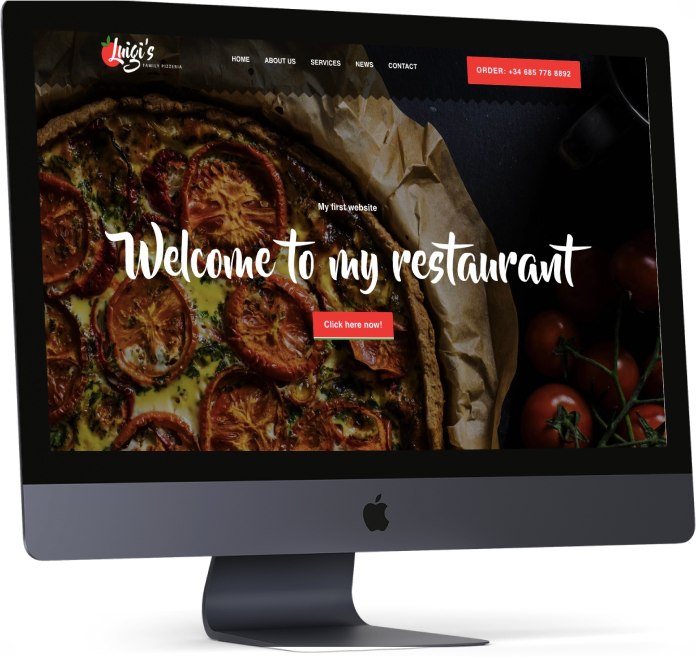 Luigi's
FAMILY PIZZERIA
HOME ABOUT US SERVICES NEWS CONTACT
ORDER: +34 685 778 8892
My first website
Welcome to my restaurant
Click here now!